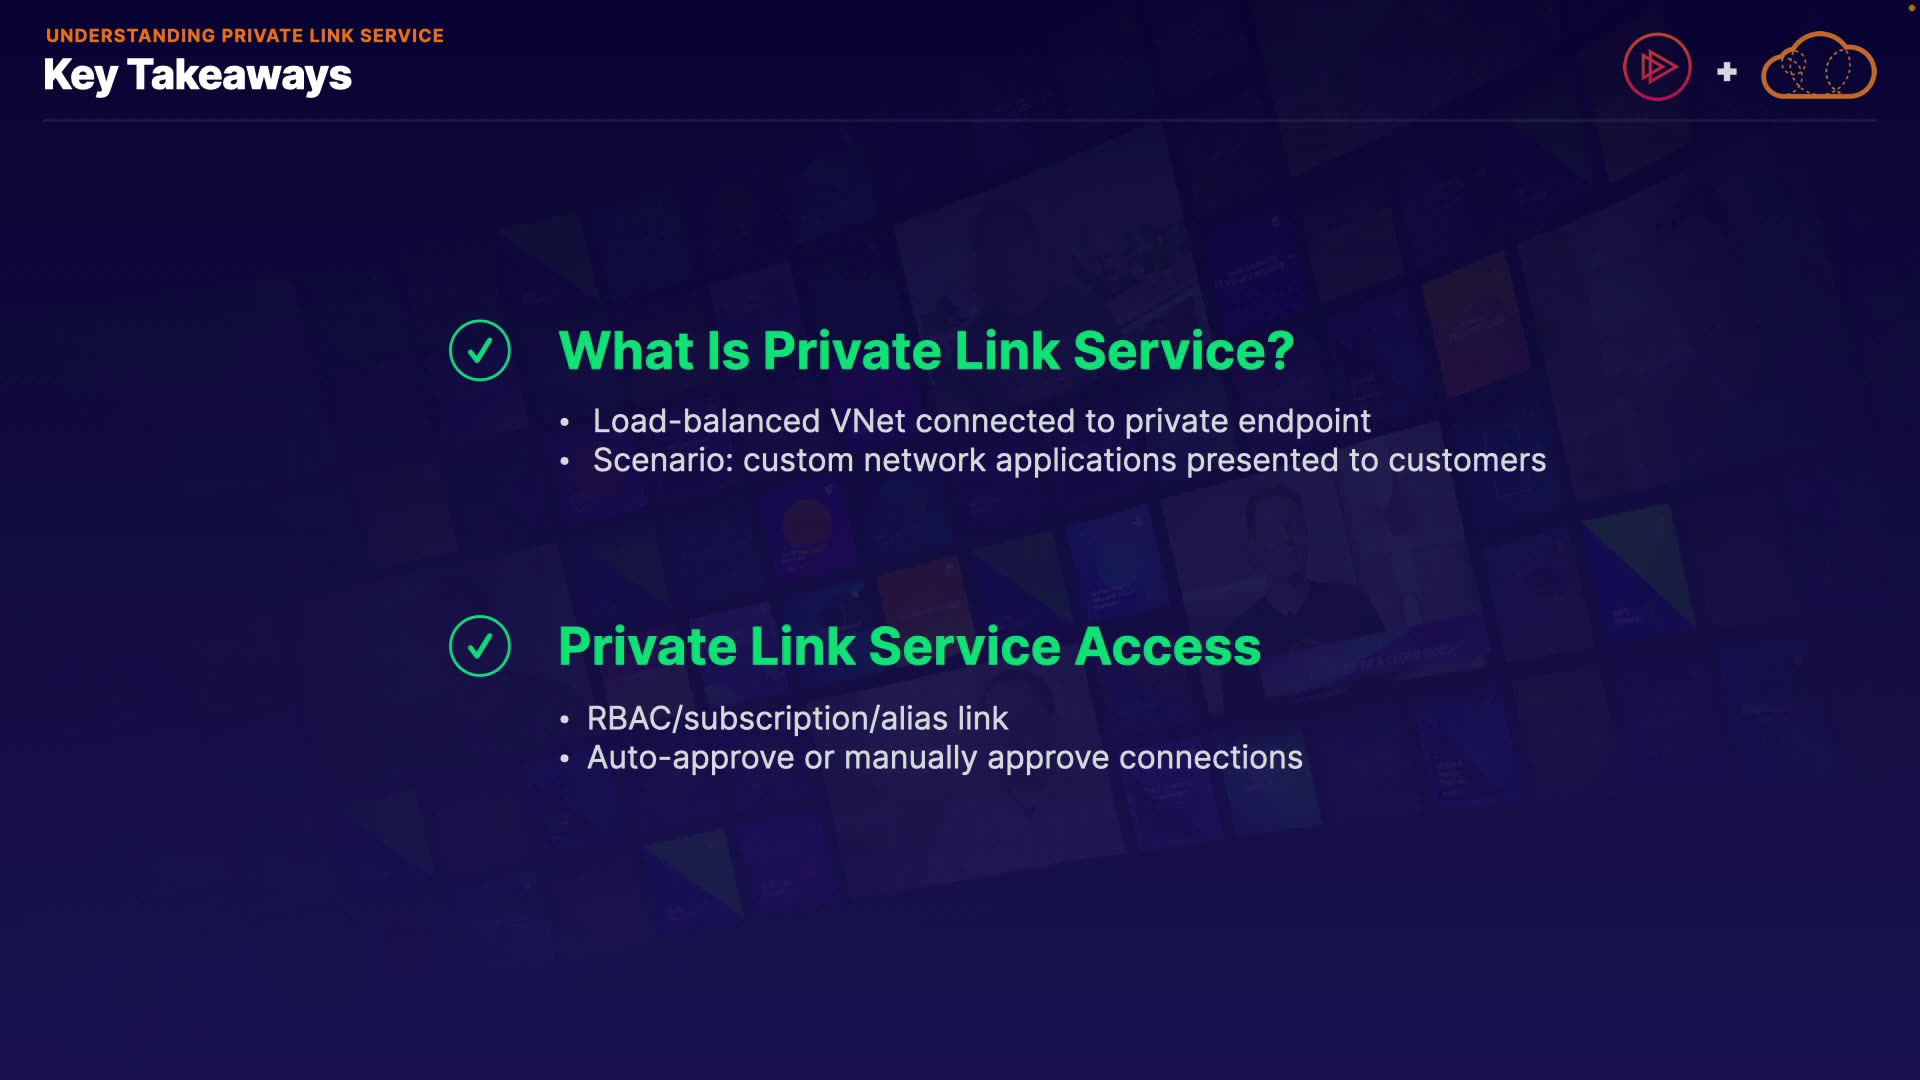 UNDERSTANDING PRIVATE LINK SERVICE
Key Takeaways
What Is Private Link Service?
• Load-balanced VNet connected to private endpoint
• Scenario: custom network applications presented to customers
Private Link Service Access
• RBAC/subscription/alias link
• Auto-approve or manually approve connections